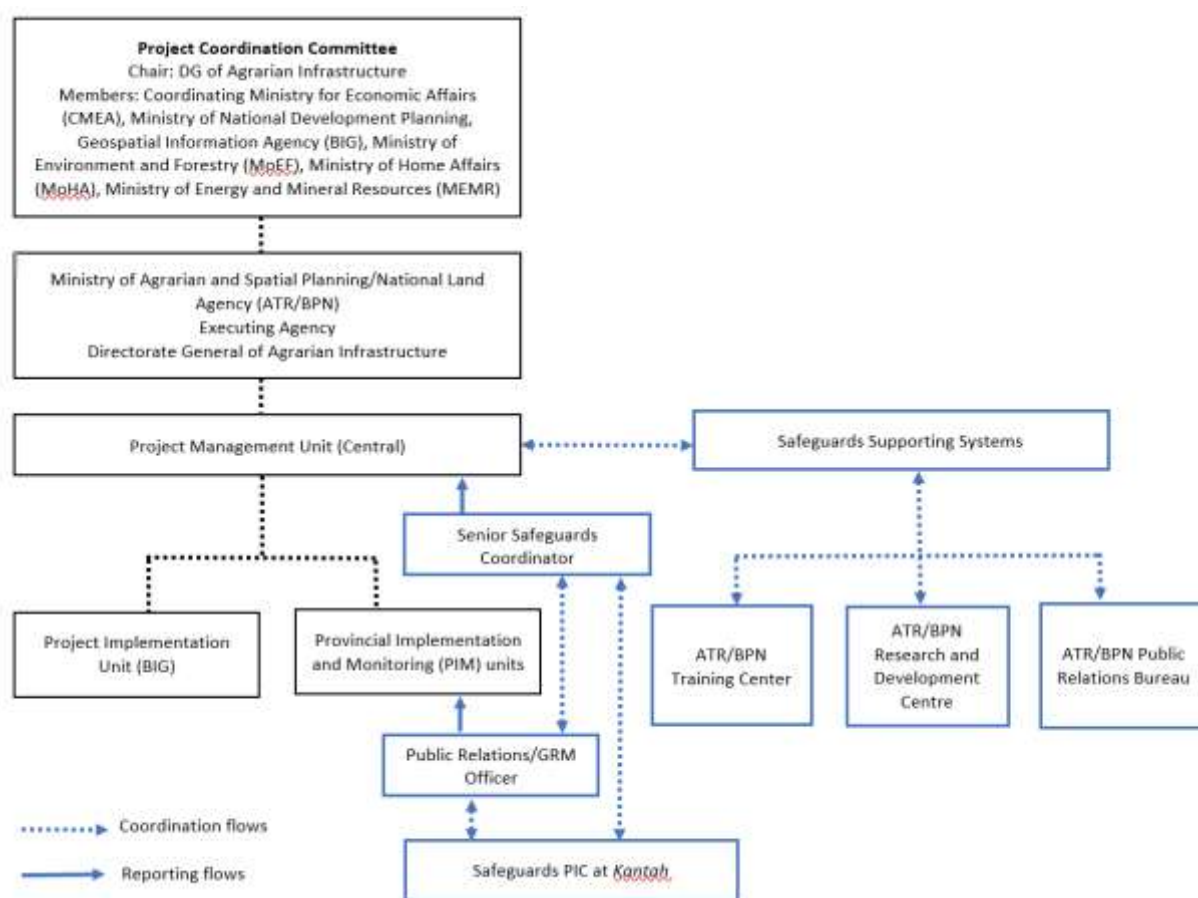 Project Coordination Committee
Chair: DG of Agrarian Infrastructure
Members: Coordinating Ministry for Economic Affairs
(CMEA), Ministry of National Development Planning,
Geospatial Information Agency (BIG), Ministry of
Environment and Forestry (MoEF), Ministry of Home Affairs
(MoHA), Ministry of Energy and Mineral Resources (MEMR)
Ministry of Agrarian and Spatial Planning/National Land
Agency (ATR/BPN)
Executing Agency
Directorate General of Agrarian Infrastructure
Project Management Unit (Central)
Safeguards Supporting Systems
Senior Safeguards
Coordinator
Project Implementation
Unit (BIG)
Provincial Implementation
and Monitoring (PIM) units
ATR/BPN
Training Center
ATR/BPN
Research and
Development
Centre
ATR/BPN Public
Relations Bureau
Public Relations/GRM
Officer
Safeguards PIC at Kantah
Coordination flows
Reporting flows